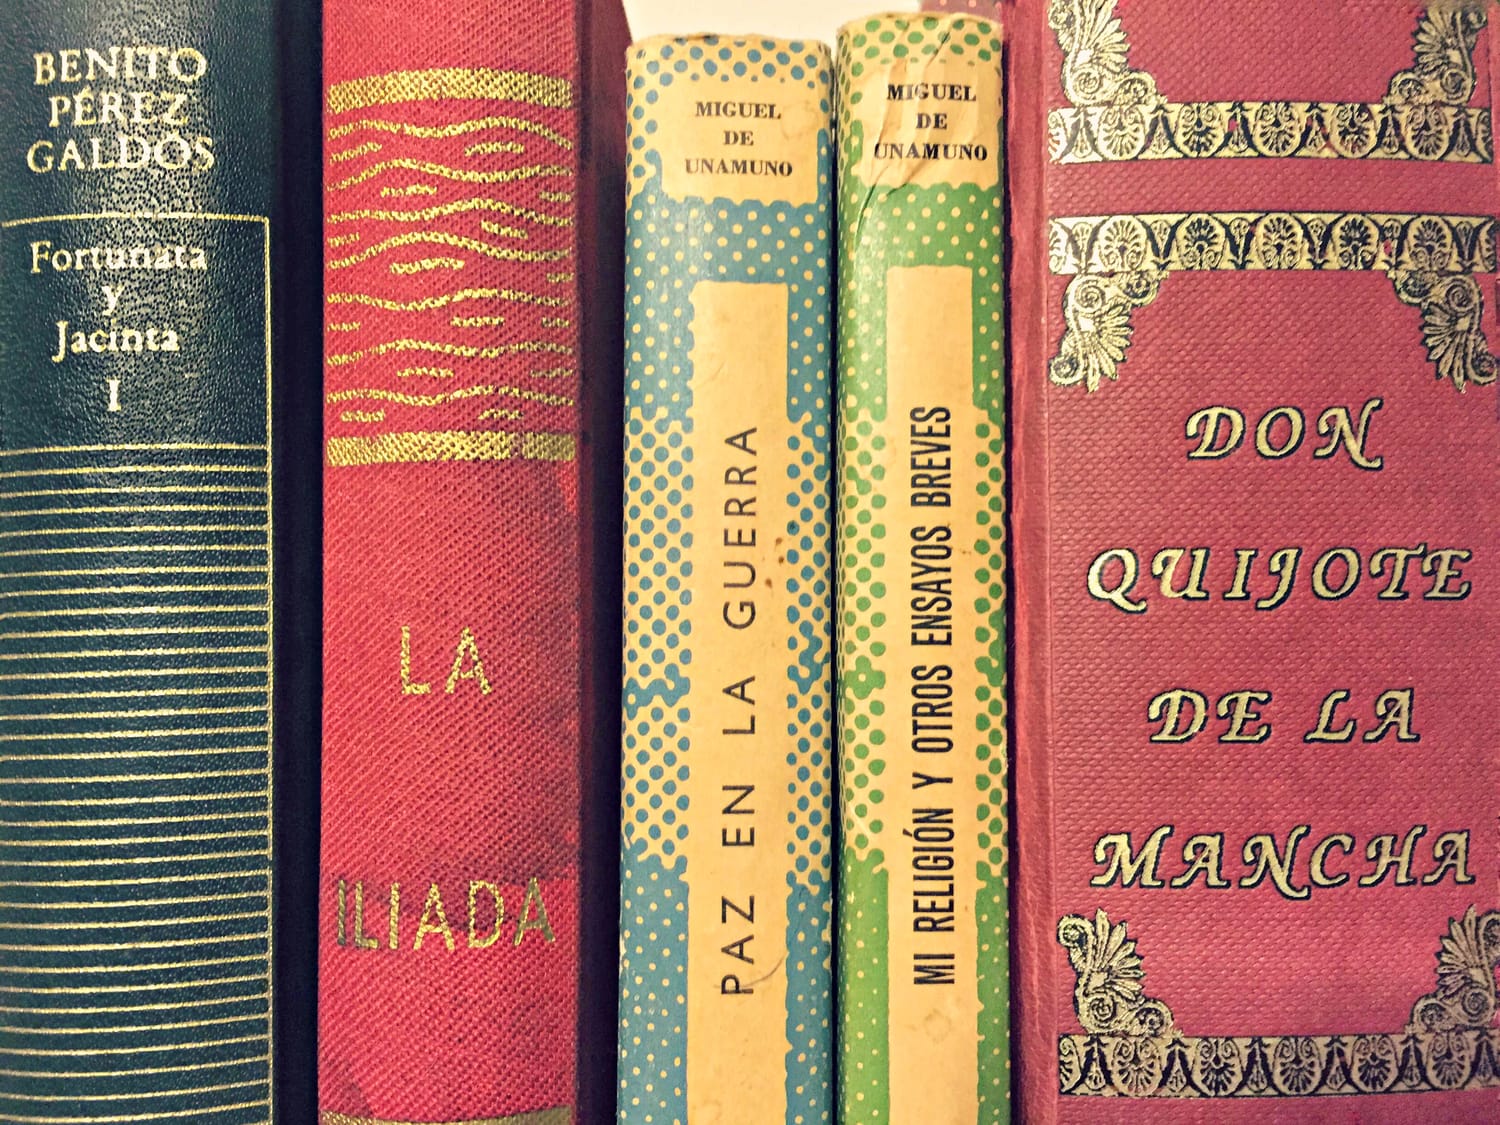 BENITO
PÉREZ
GALDÓS
Fortunata
y
Jacinta
I
LA
ILIADA
MIGUEL
DE
UNAMUNO
PAZ EN LA GUERRA
MIGUEL
DE
UNAMUNO
MI RELIGIÓN Y OTROS ENSAYOS BREVES
DON
QUIJOTE
DE LA
MANCHA